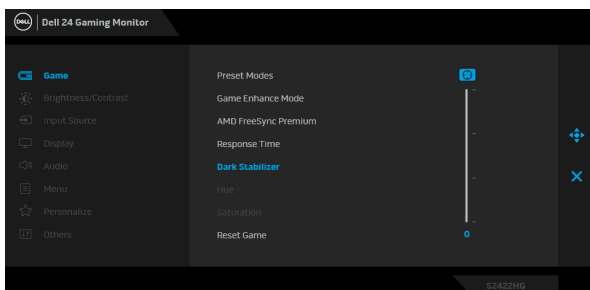 DELL
Dell 24 Gaming Monitor
Game
Brightness/Contrast
Input Source
Display
Audio
Menu
Personalize
Others
Preset Modes
Game Enhance Mode
AMD FreeSync Premium
Response Time
Dark Stabilizer
Hue
Saturation
Reset Game
0
S2422HG